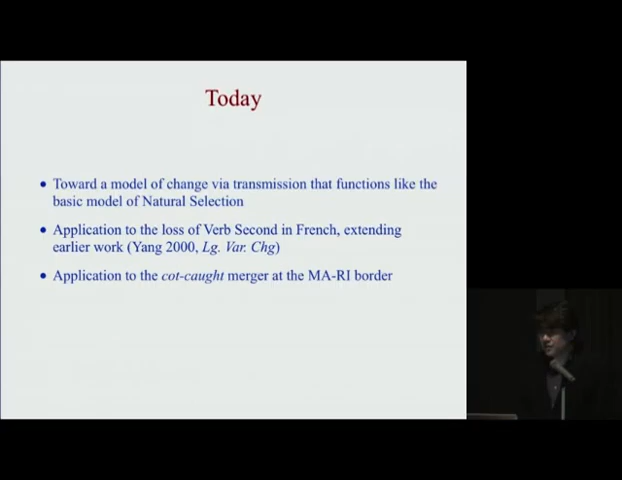 Today
• Toward a model of change via transmission that functions like the
basic model of Natural Selection
• Application to the loss of Verb Second in French, extending
earlier work (Yang 2000, Lg. Var. Chg)
• Application to the cot-caught merger at the MA-RI border